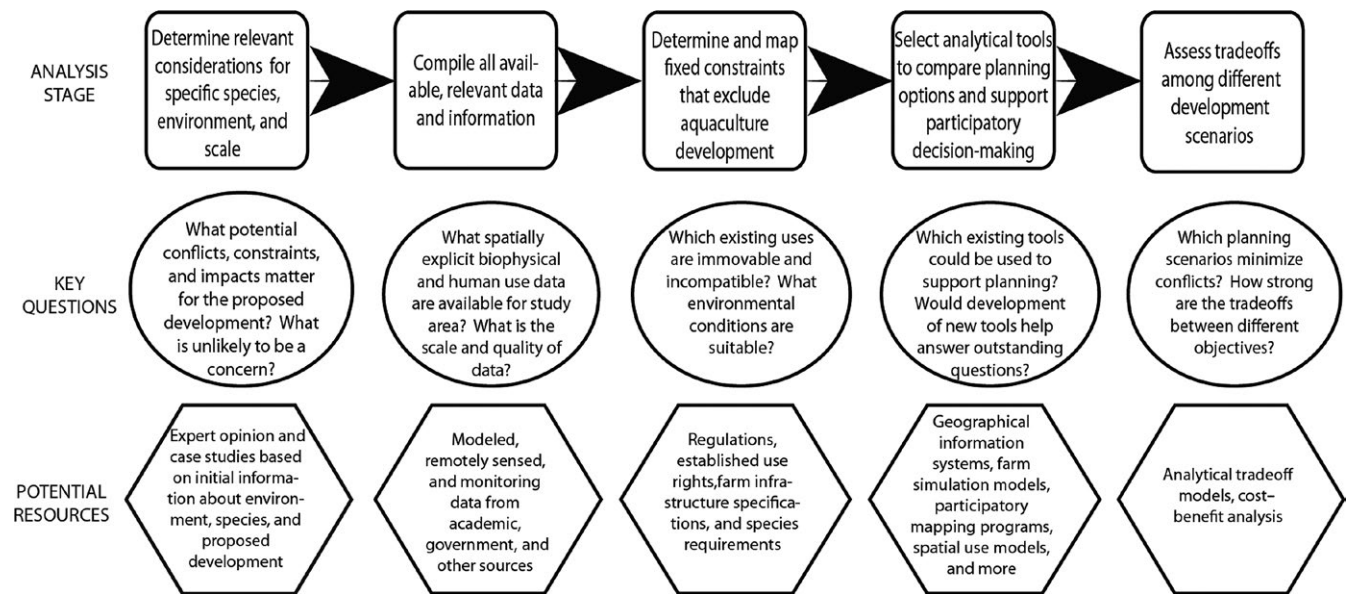 ANALYSIS
STAGE
Determine relevant
considerations for
specific species,
environment, and
scale
Compile all avail-
able, relevant data
and information
Determine and map
fixed constraints
that exclude
aquaculture
development
Select analytical tools
to compare planning
options and support
participatory
decision-making
Assess tradeoffs
among different
development
scenarios
KEY
QUESTIONS
What potential
conflicts, constraints,
and impacts matter
for the proposed
development? What
is unlikely to be a
concern?
What spatially
explicit biophysical
and human use data
are available for study
area? What is the
scale and quality of
data?
Which existing uses
are immovable and
incompatible? What
environmental
conditions are
suitable?
Which existing tools
could be used to
support planning?
Would development
of new tools help
answer outstanding
questions?
Which planning
scenarios minimize
conflicts? How strong
are the tradeoffs
between different
objectives?
POTENTIAL
RESOURCES
Expert opinion and
case studies based
on initial informa-
tion about environ-
ment, species, and
proposed
development
Modeled,
remotely sensed,
and monitoring
data from
academic,
government, and
other sources
Regulations,
established use
rights,farm infra-
structure specifica-
tions, and species
requirements
Geographical
information
systems, farm
simulation models,
participatory
mapping programs,
spatial use models,
and more
Analytical tradeoff
models, cost–
benefit analysis